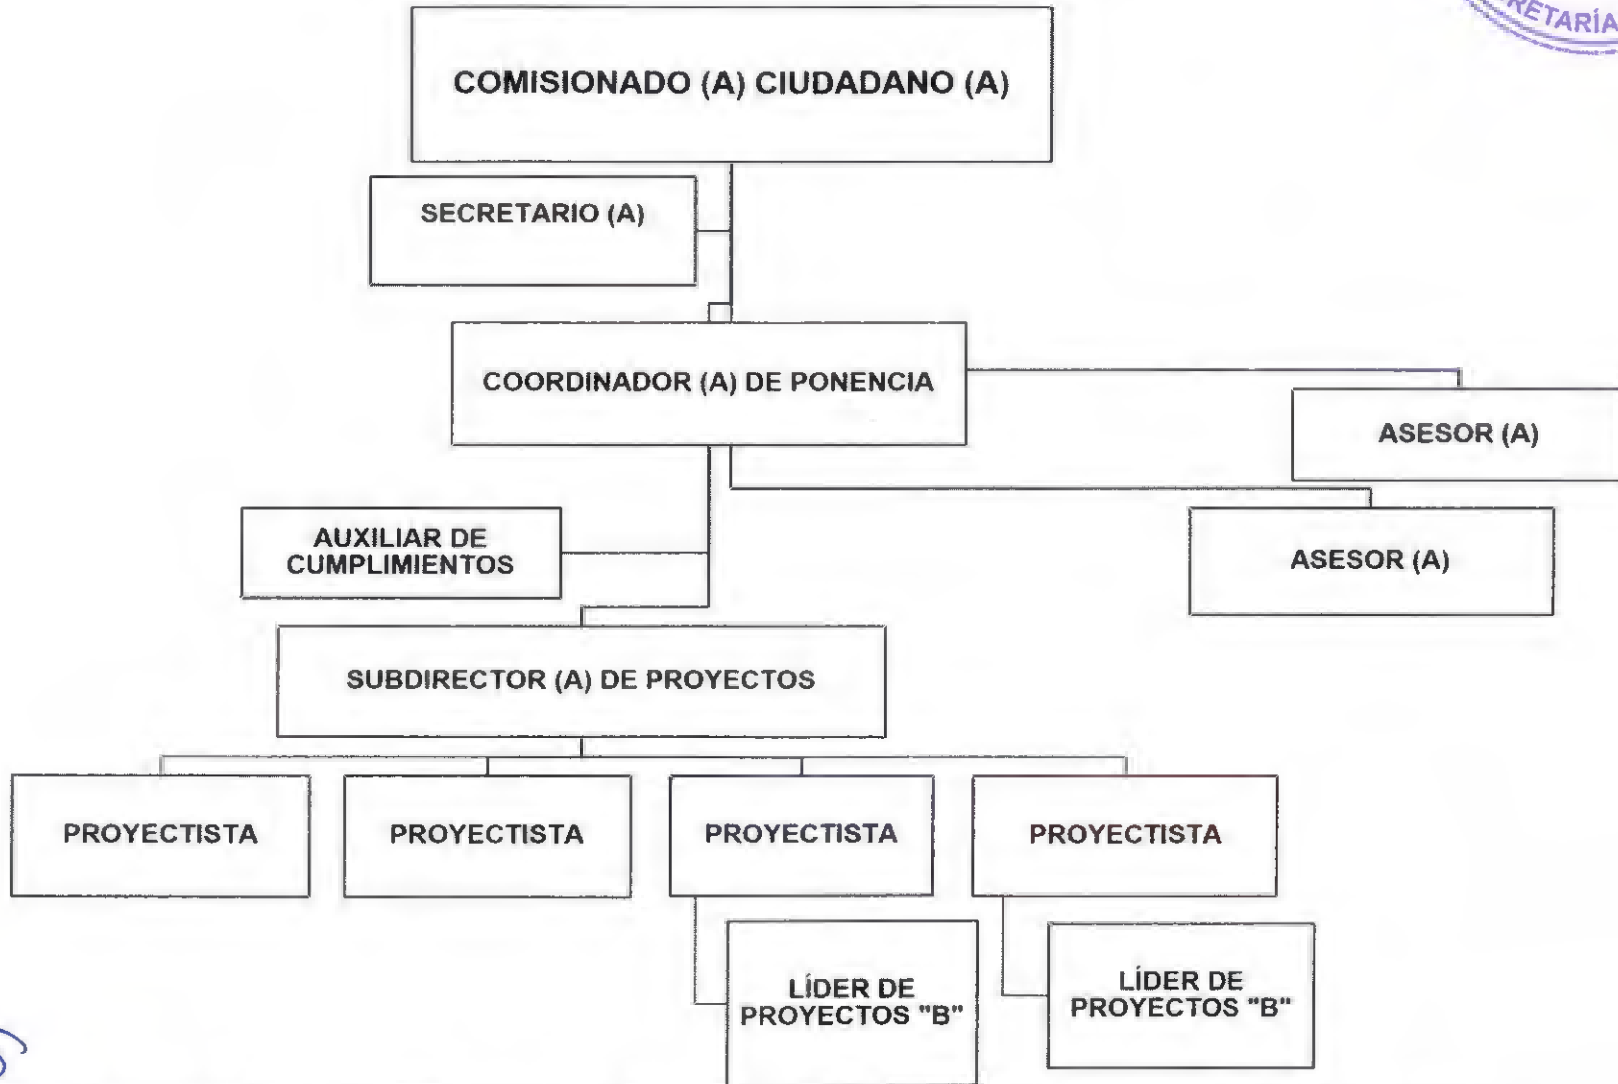 COMISIONADO (A) CIUDADANO (A)
SECRETARIO (A)
COORDINADOR (A) DE PONENCIA
ASESOR (A)
AUXILIAR DE
CUMPLIMIENTOS
ASESOR (A)
SUBDIRECTOR (A) DE PROYECTOS
PROYECTISTA
PROYECTISTA
PROYECTISTA
PROYECTISTA
LÍDER DE
PROYECTOS "B"
LÍDER DE
PROYECTOS "B"